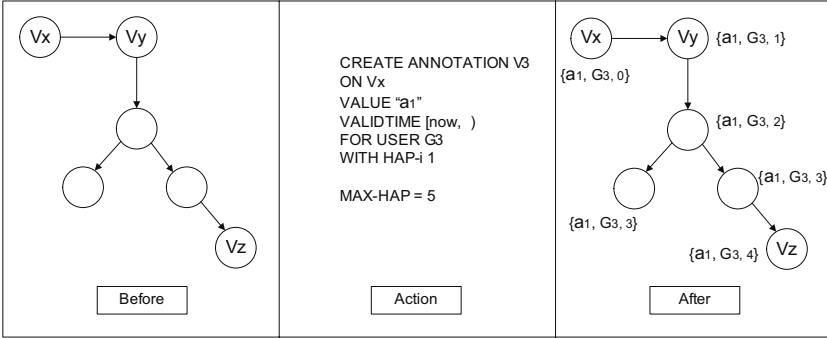 Vx
Vy
Vz
Before
CREATE ANNOTATION V3
ON Vx
VALUE “a1”
VALIDTIME [now, )
FOR USER G3
WITH HAP-i 1
MAX-HAP = 5
Action
Vx
Vy
{a1, G3, 1}
{a1, G3, 0}
{a1, G3, 2}
{a1, G3, 3}
{a1, G3, 3}
Vz
{a1, G3, 4}
After